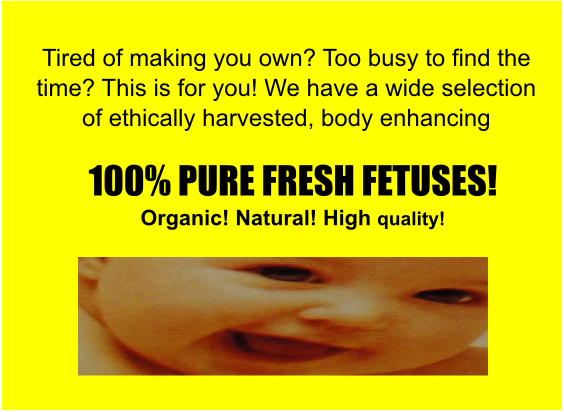 Tired of making you own? Too busy to find the
time? This is for you! We have a wide selection
of ethically harvested, body enhancing
100% PURE FRESH FETUSES!
Organic! Natural! High quality!